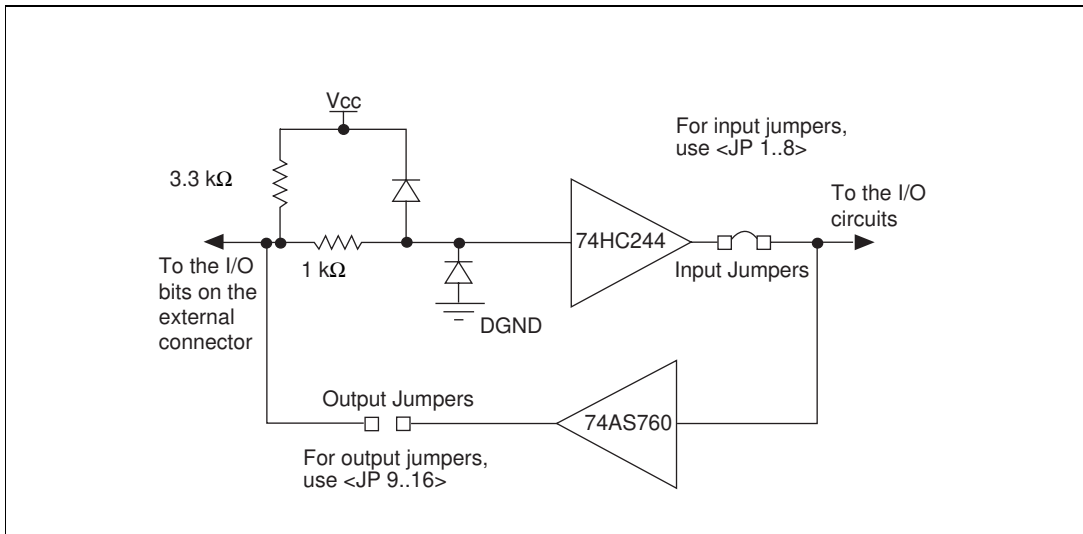 Vcc
For input jumpers,
use <JP 1..8>
3.3 kΩ
To the I/O
circuits
74HC244
1 kΩ
Input Jumpers
To the I/O
bits on the
external
connector
DGND
Output Jumpers
74AS760
For output jumpers,
use <JP 9..16>